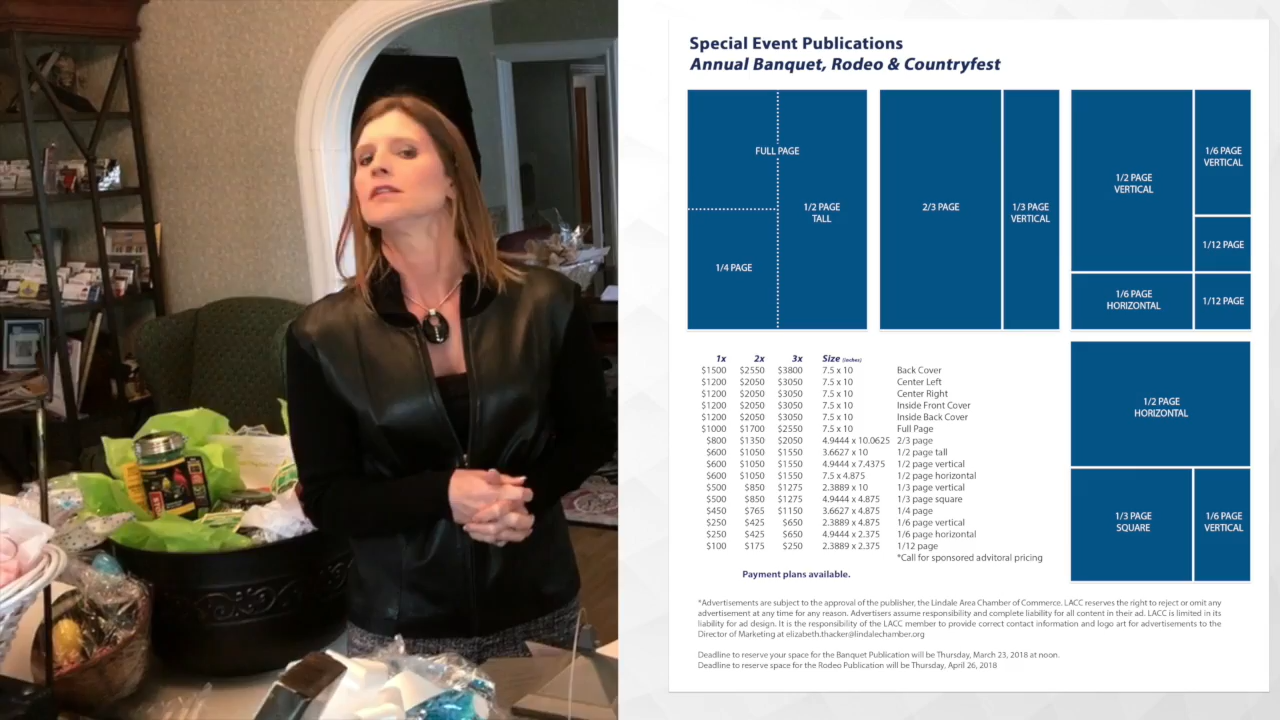 Special Event Publications
Annual Banquet, Rodeo & Countryfest
FULL PAGE
1/2 PAGE
TALL
1/4 PAGE
2/3 PAGE
1/3 PAGE
VERTICAL
1/2 PAGE
VERTICAL
1/6 PAGE
VERTICAL
1/12 PAGE
1/6 PAGE
HORIZONTAL
1/12 PAGE
1/2 PAGE
HORIZONTAL
1/3 PAGE
SQUARE
1/6 PAGE
VERTICAL
1x 2x 3x Size (inches)
$1500 $2550 $3800 7.5 x 10 Back Cover
$1200 $2050 $3050 7.5 x 10 Center Left
$1200 $2050 $3050 7.5 x 10 Center Right
$1200 $2050 $3050 7.5 x 10 Inside Front Cover
$1200 $2050 $3050 7.5 x 10 Inside Back Cover
$1000 $1700 $2550 7.5 x 10 Full Page
$800 $1350 $2050 4.9444 x 10.0625 2/3 page
$600 $1050 $1550 3.6627 x 10 1/2 page tall
$600 $1050 $1550 4.9444 x 7.4375 1/2 page vertical
$600 $1050 $1550 7.5 x 4.875 1/2 page horizontal
$500 $850 $1275 2.3889 x 10 1/3 page vertical
$500 $850 $1275 4.9444 x 4.875 1/3 page square
$450 $765 $1150 3.6627 x 4.875 1/4 page
$250 $425 $650 2.3889 x 4.875 1/6 page vertical
$250 $425 $650 4.9444 x 2.375 1/6 page horizontal
$100 $175 $250 2.3889 x 2.375 1/12 page
*Call for sponsored advitoral pricing
Payment plans available.
*Advertisements are subject to the approval of the publisher, the Lindale Area Chamber of Commerce. LACC reserves the right to reject or omit any
advertisement at any time for any reason. Advertisers assume responsibility and complete liability for all content in their ad. LACC is limited in its
liability for ad design. It is the responsibility of the LACC member to provide correct contact information and logo art for advertisements to the
Director of Marketing at elizabeth.thacker@lindalechamber.org
Deadline to reserve your space for the Banquet Publication will be Thursday, March 23, 2018 at noon.
Deadline to reserve space for the Rodeo Publication will be Thursday, April 26, 2018